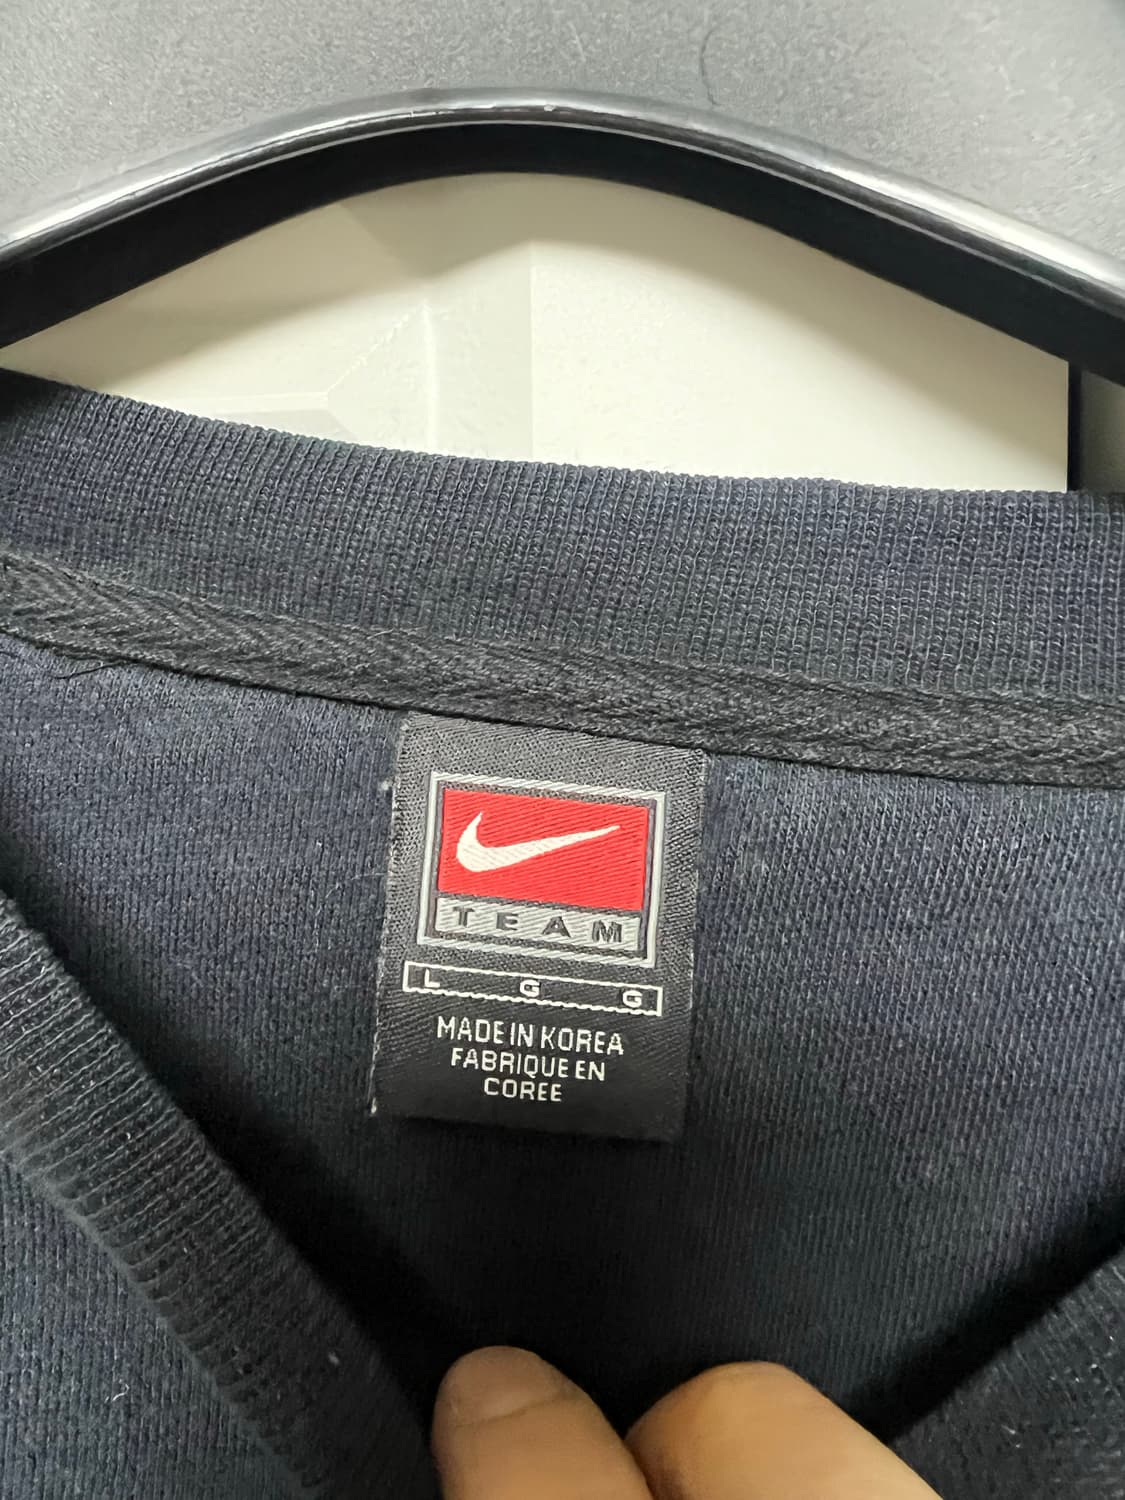 TEAM
L G G
MADE IN KOREA
FABRIQUE EN
COREE